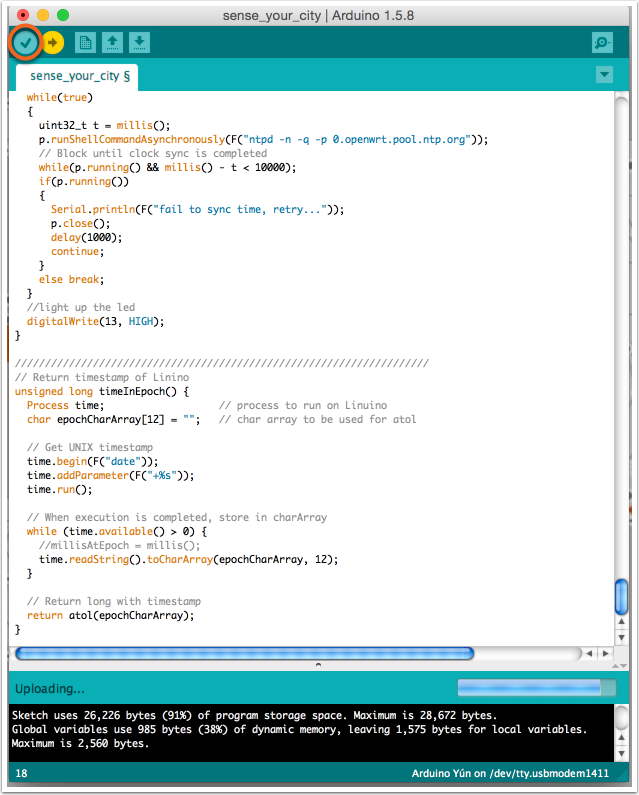 sense_your_city | Arduino 1.5.8
sense_your_city §
while(true)
{
uint32_t t = millis();
p.runShellCommandAsynchronously(F("ntpd -n -q -p 0.openwrt.pool.ntp.org"));
// Block until clock sync is completed
while(p.running() && millis() - t < 10000);
if(p.running())
{
Serial.println(F("fail to sync time, retry..."));
p.close();
delay(1000);
continue;
}
else break;
}
//light up the led
digitalWrite(13, HIGH);
}
/////////////////////////////////////////////////////////////////////
// Return timestamp of Linino
unsigned long timeInEpoch() {
Process time; // process to run on Linuino
char epochCharArray[12] = ""; // char array to be used for atol
// Get UNIX timestamp
time.begin(F("date"));
time.addParameter(F("+%s"));
time.run();
// When execution is completed, store in charArray
while (time.available() > 0) {
//millisAtEpoch = millis();
time.readString().toCharArray(epochCharArray, 12);
}
// Return long with timestamp
return atol(epochCharArray);
}
Uploading...
Sketch uses 26,226 bytes (91%) of program storage space. Maximum is 28,672 bytes.
Global variables use 985 bytes (38%) of dynamic memory, leaving 1,575 bytes for local variables.
Maximum is 2,560 bytes.
18 Arduino Yún on /dev/tty.usbmodem1411